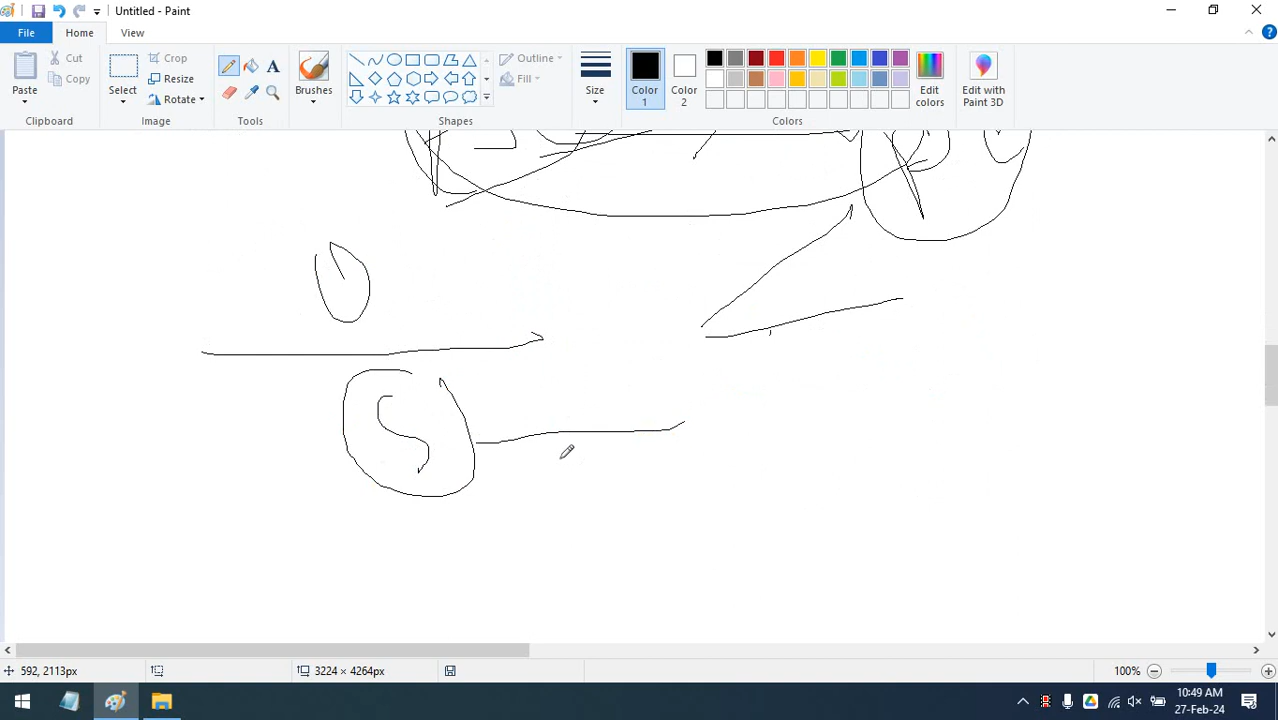 Untitled - Paint
File Home View
Paste
Cut
Copy
Clipboard
Select
Crop
Resize
Rotate
Image
Tools
Brushes
Shapes
Outline
Fill
Size
Color 1
Color 2
Edit colors
Colors
Edit with Paint 3D
S
592, 2113px
3224 × 4264px
100%
10:49 AM
27-Feb-24